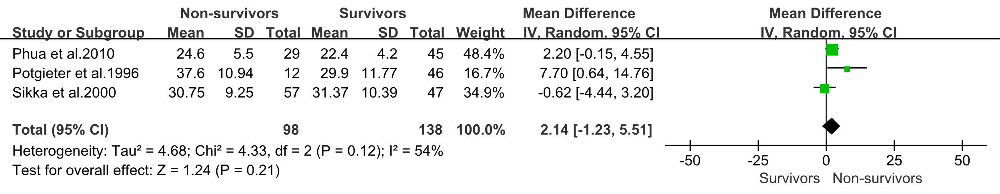 Non-survivors Survivors Mean Difference Mean Difference
Study or Subgroup Mean SD Total Mean SD Total Weight IV, Random, 95% CI IV, Random, 95% CI
Phua et al.2010 24.6 5.5 29 22.4 4.2 45 48.4% 2.20 [-0.15, 4.55]
Potgieter et al.1996 37.6 10.94 12 29.9 11.77 46 16.7% 7.70 [0.64, 14.76]
Sikka et al.2000 30.75 9.25 57 31.37 10.39 47 34.9% -0.62 [-4.44, 3.20]
Total (95% CI) 98 138 100.0% 2.14 [-1.23, 5.51]
Heterogeneity: Tau² = 4.68; Chi² = 4.33, df = 2 (P = 0.12); I² = 54%
Test for overall effect: Z = 1.24 (P = 0.21)
-50 -25 0 25 50
Survivors Non-survivors